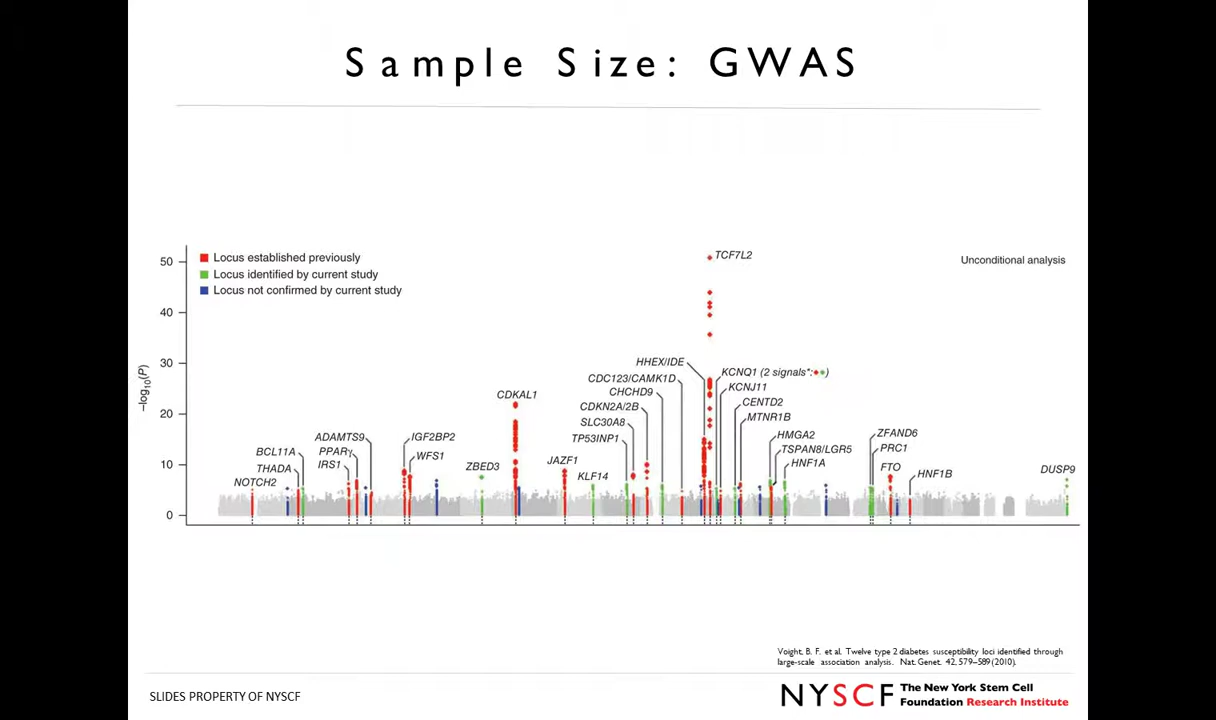 Sample Size: GWAS
Locus established previously
Locus identified by current study
Locus not confirmed by current study
Unconditional analysis
–log10(P)
50
40
30
20
10
0
TCF7L2
HHEX/IDE
CDC123/CAMK1D
CHCHD9
CDKN2A/2B
SLC30A8
TP53INP1
KCNQ1 (2 signals*: )
KCNJ11
CENTD2
MTNR1B
CDKAL1
ADAMTS9
PPARγ
IRS1
BCL11A
THADA
NOTCH2
IGF2BP2
WFS1
ZBED3
JAZF1
KLF14
HMGA2
TSPAN8/LGR5
HNF1A
ZFAND6
PRC1
FTO
HNF1B
DUSP9
Voight, B. F. et al. Twelve type 2 diabetes susceptibility loci identified through
large-scale association analysis. Nat. Genet. 42, 579–589 (2010).
SLIDES PROPERTY OF NYSCF
NYSCF
The New York Stem Cell
Foundation Research Institute